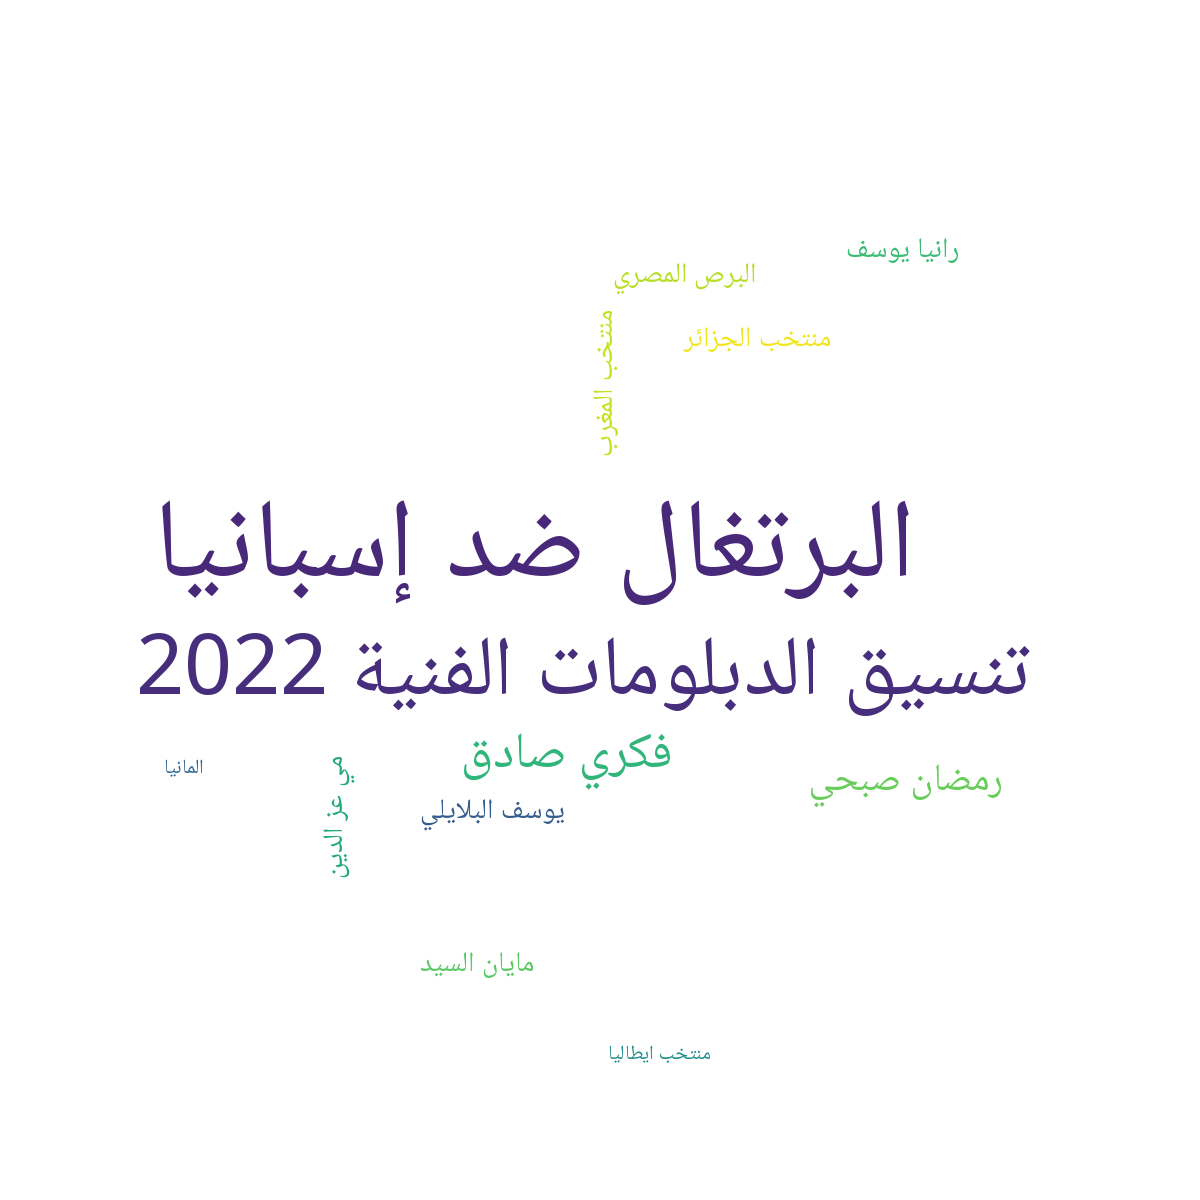 رانيا يوسف
البرص المصري
منتخب الجزائر
منتخب المغرب
البرتغال ضد إسبانيا
تنسيق الدبلومات الفنية 2022
فكري صادق
رمضان صبحي
المانيا
مي عز الدين
يوسف البلايلي
مايان السيد
منتخب ايطاليا